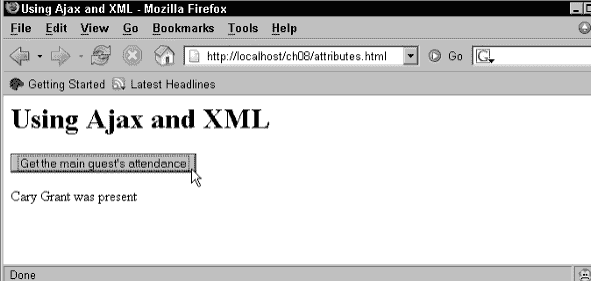 Using Ajax and XML - Mozilla Firefox
File Edit View Go Bookmarks Tools Help
http://localhost/ch08/attributes.html Go G
Getting Started Latest Headlines
Using Ajax and XML
Get the main guest's attendance
Cary Grant was present
Done